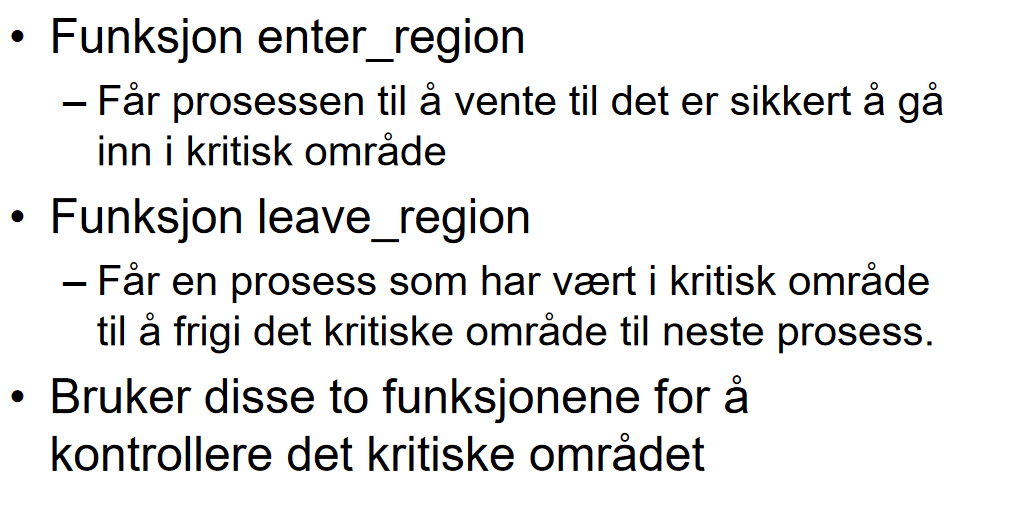 • Funksjon enter_region
– Får prosessen til å vente til det er sikkert å gå
inn i kritisk område
• Funksjon leave_region
– Får en prosess som har vært i kritisk område
til å frigi det kritiske område til neste prosess.
• Bruker disse to funksjonene for å
kontrollere det kritiske området